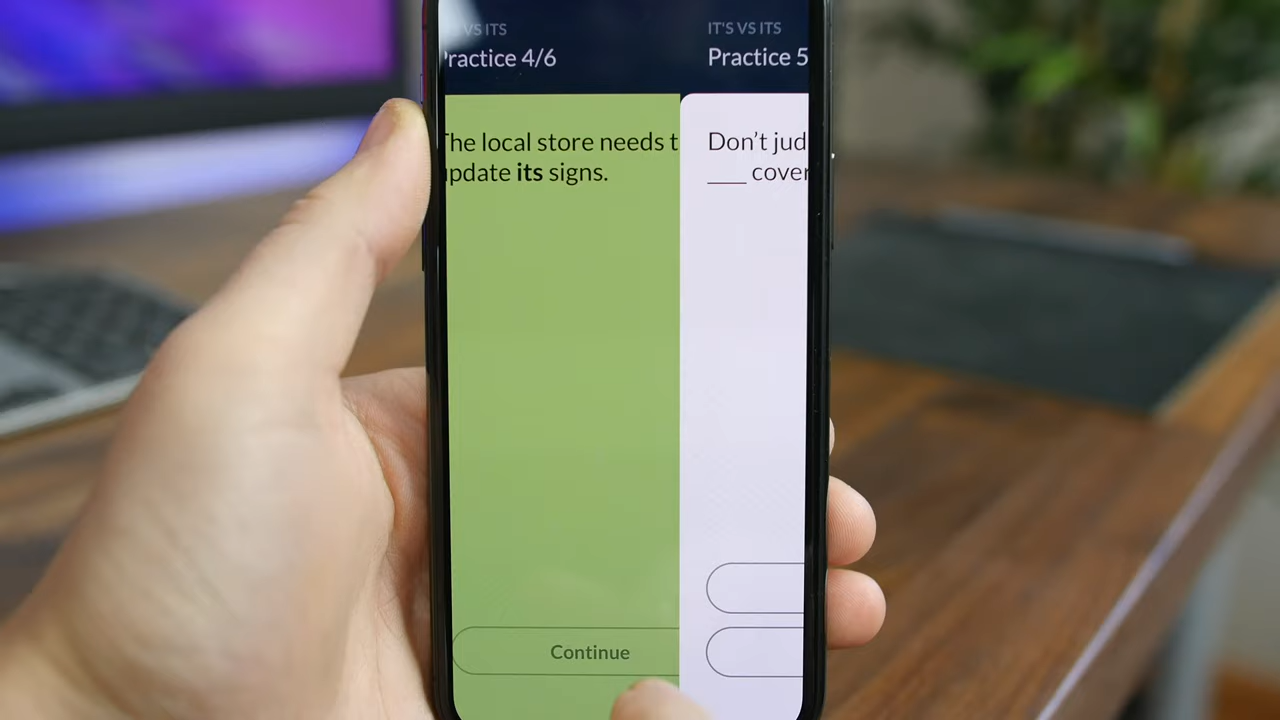 VS ITS
Practice 4/6
The local store needs t
update its signs.
Continue
IT'S VS ITS
Practice 5
Don’t jud
____ cover